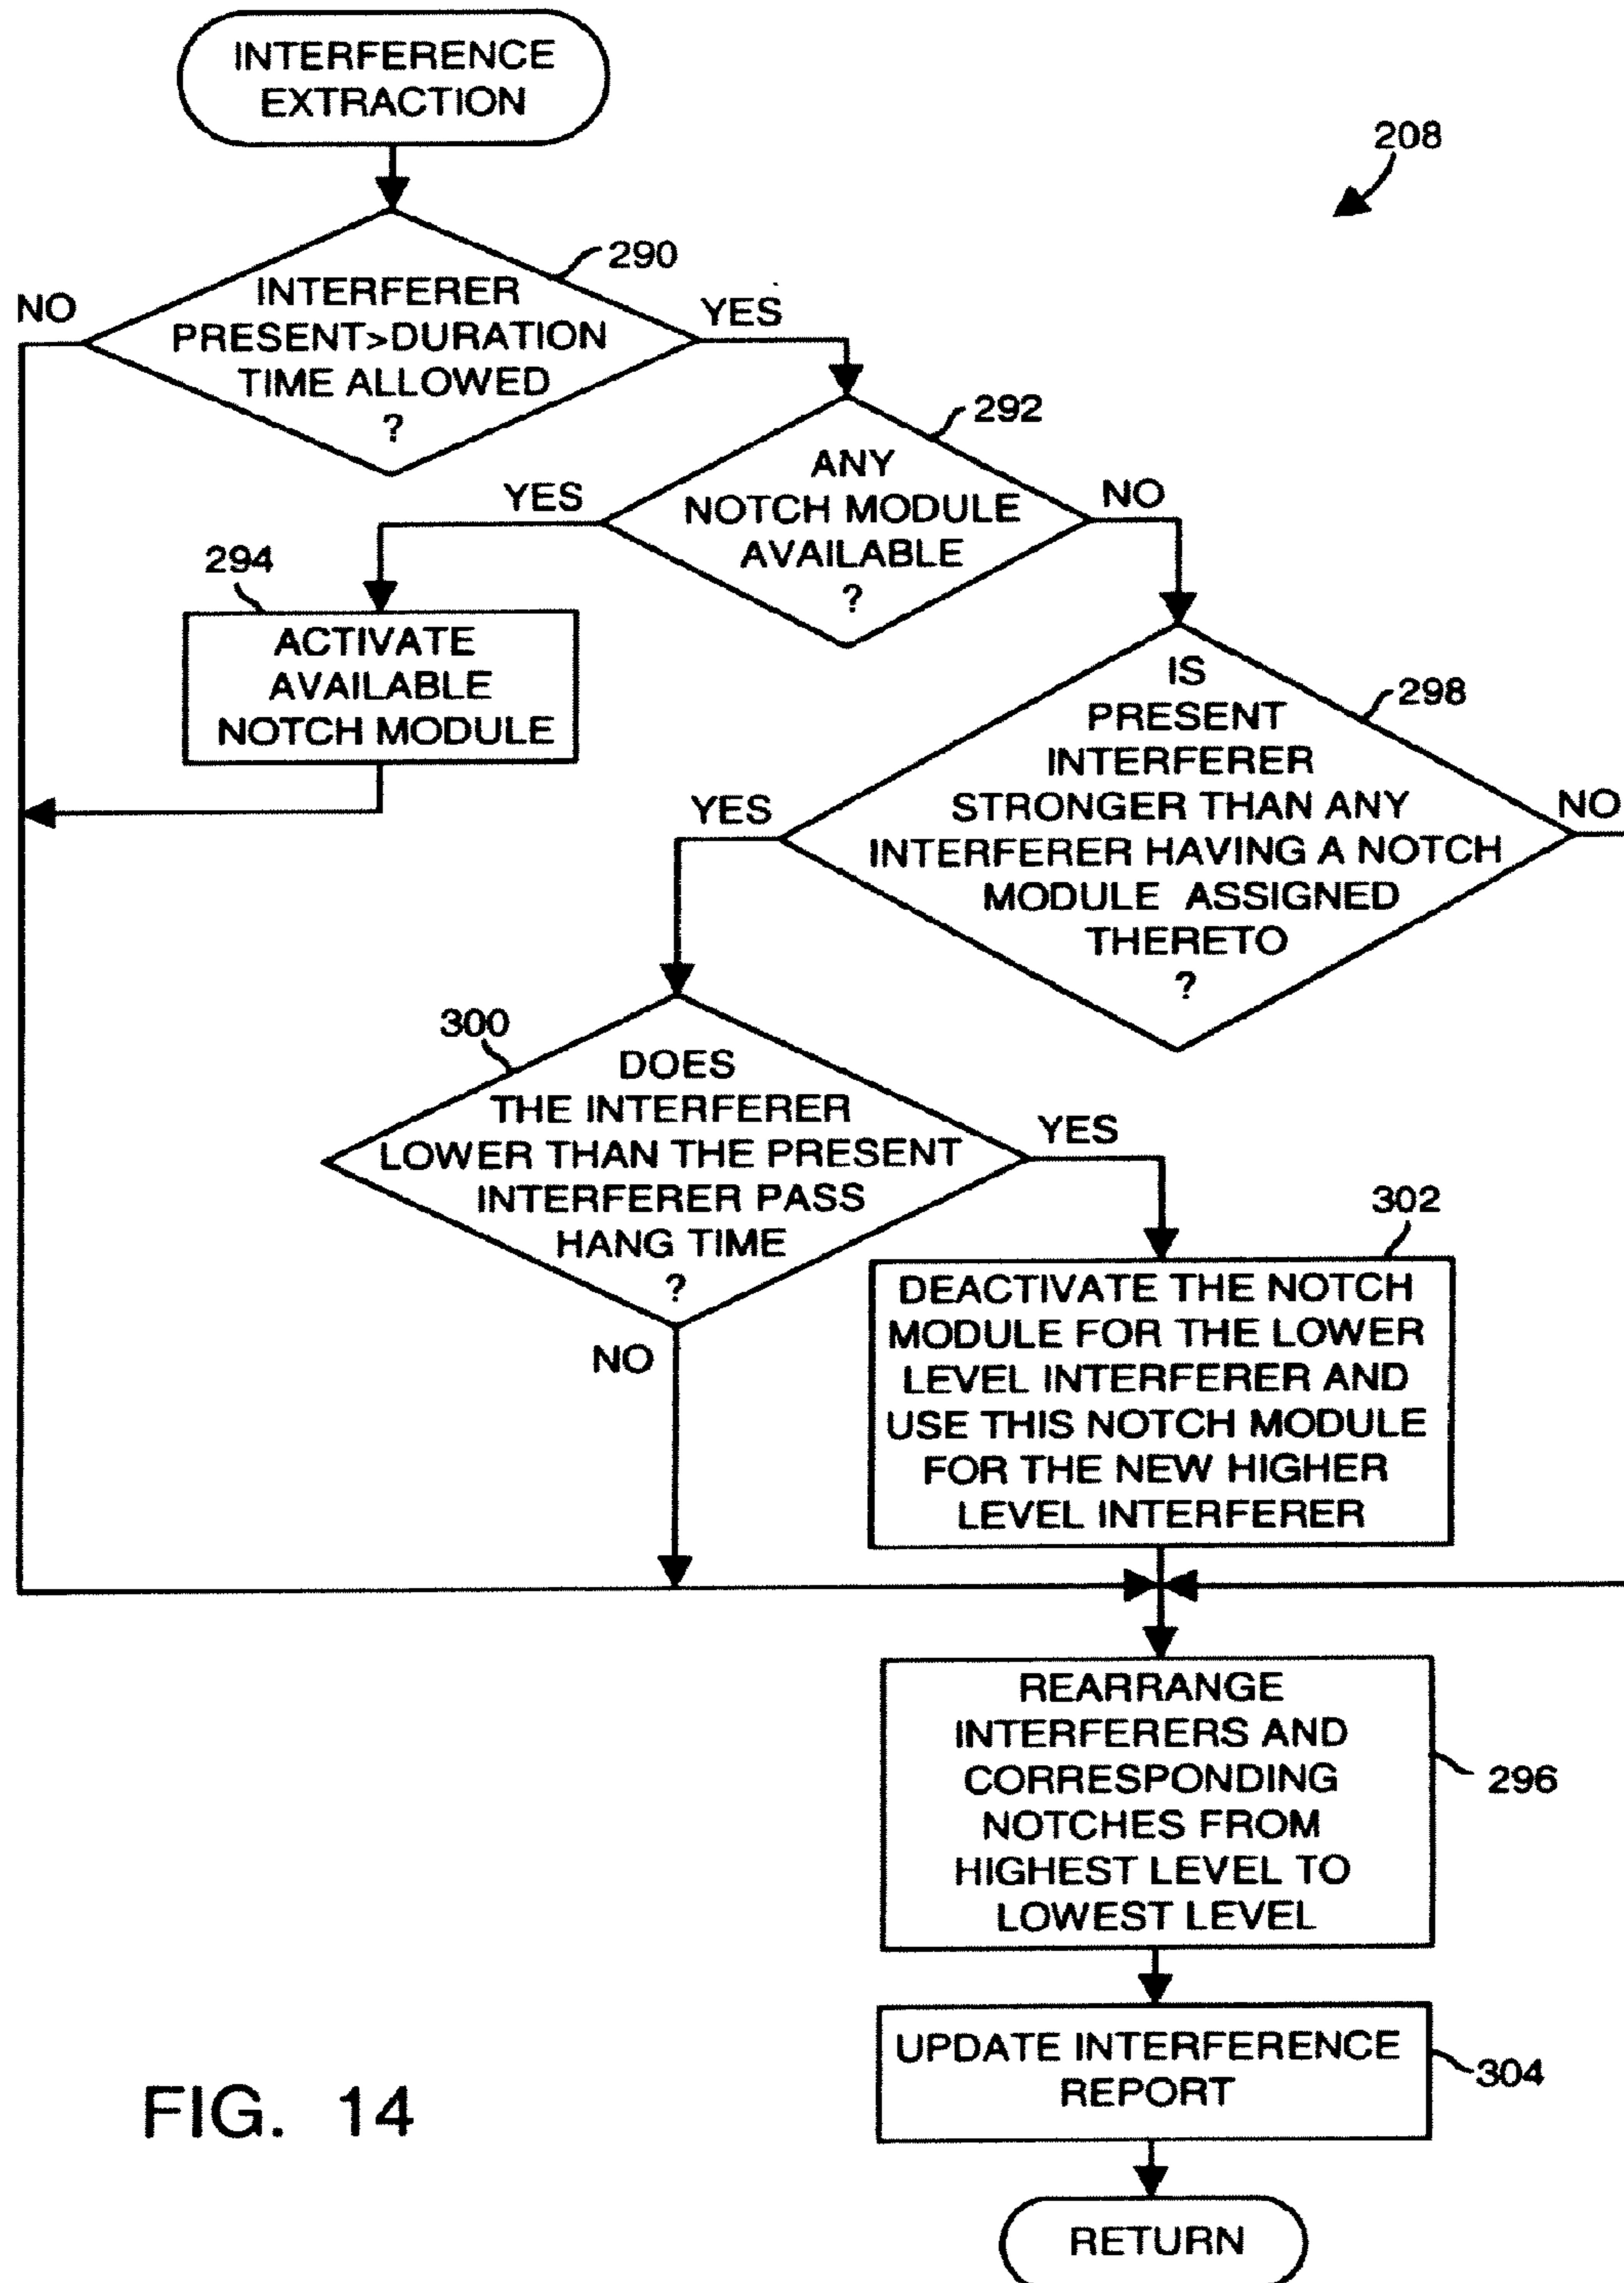 INTERFERENCE
EXTRACTION
208
290
INTERFERER
PRESENT>DURATION
TIME ALLOWED
?
NO
YES
292
ANY
NOTCH MODULE
AVAILABLE
?
YES
NO
294
ACTIVATE
AVAILABLE
NOTCH MODULE
298
IS
PRESENT
INTERFERER
STRONGER THAN ANY
INTERFERER HAVING A NOTCH
MODULE ASSIGNED
THERETO
?
YES
NO
300
DOES
THE INTERFERER
LOWER THAN THE PRESENT
INTERFERER PASS
HANG TIME
?
YES
NO
302
DEACTIVATE THE NOTCH
MODULE FOR THE LOWER
LEVEL INTERFERER AND
USE THIS NOTCH MODULE
FOR THE NEW HIGHER
LEVEL INTERFERER
REARRANGE
INTERFERERS AND
CORRESPONDING
NOTCHES FROM
HIGHEST LEVEL TO
LOWEST LEVEL
296
UPDATE INTERFERENCE
REPORT
304
RETURN
FIG. 14